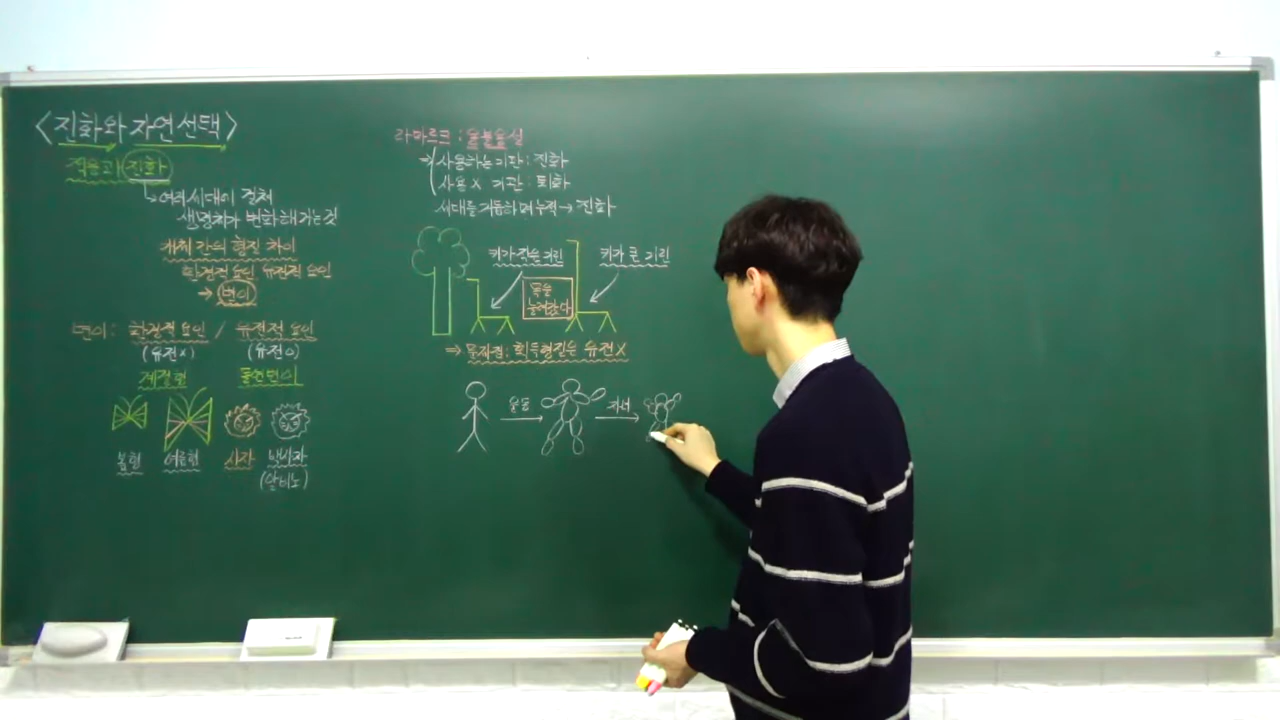 <진화와 자연선택>
적응과 진화
→ 여러 세대에 걸쳐
생명체가 변화해 가는 것
개체 간의 형질 차이
환경적 요인 유전적 요인
→ 변이
변이: 환경적 요인 / 유전적 요인
(유전X) (유전O)
계절형 돌연변이
봄형 여름형 사자 백사자
(알비노)
라마르크 : 용불용설
→ 사용하는 기관 : 진화
사용 X 기관 : 퇴화
세대를 거듭하며 누적 → 진화
키가 작은 기린 키가 큰 기린
목을
늘려간다
⇒ 문제점: 획득형질은 유전X
운동 자녀